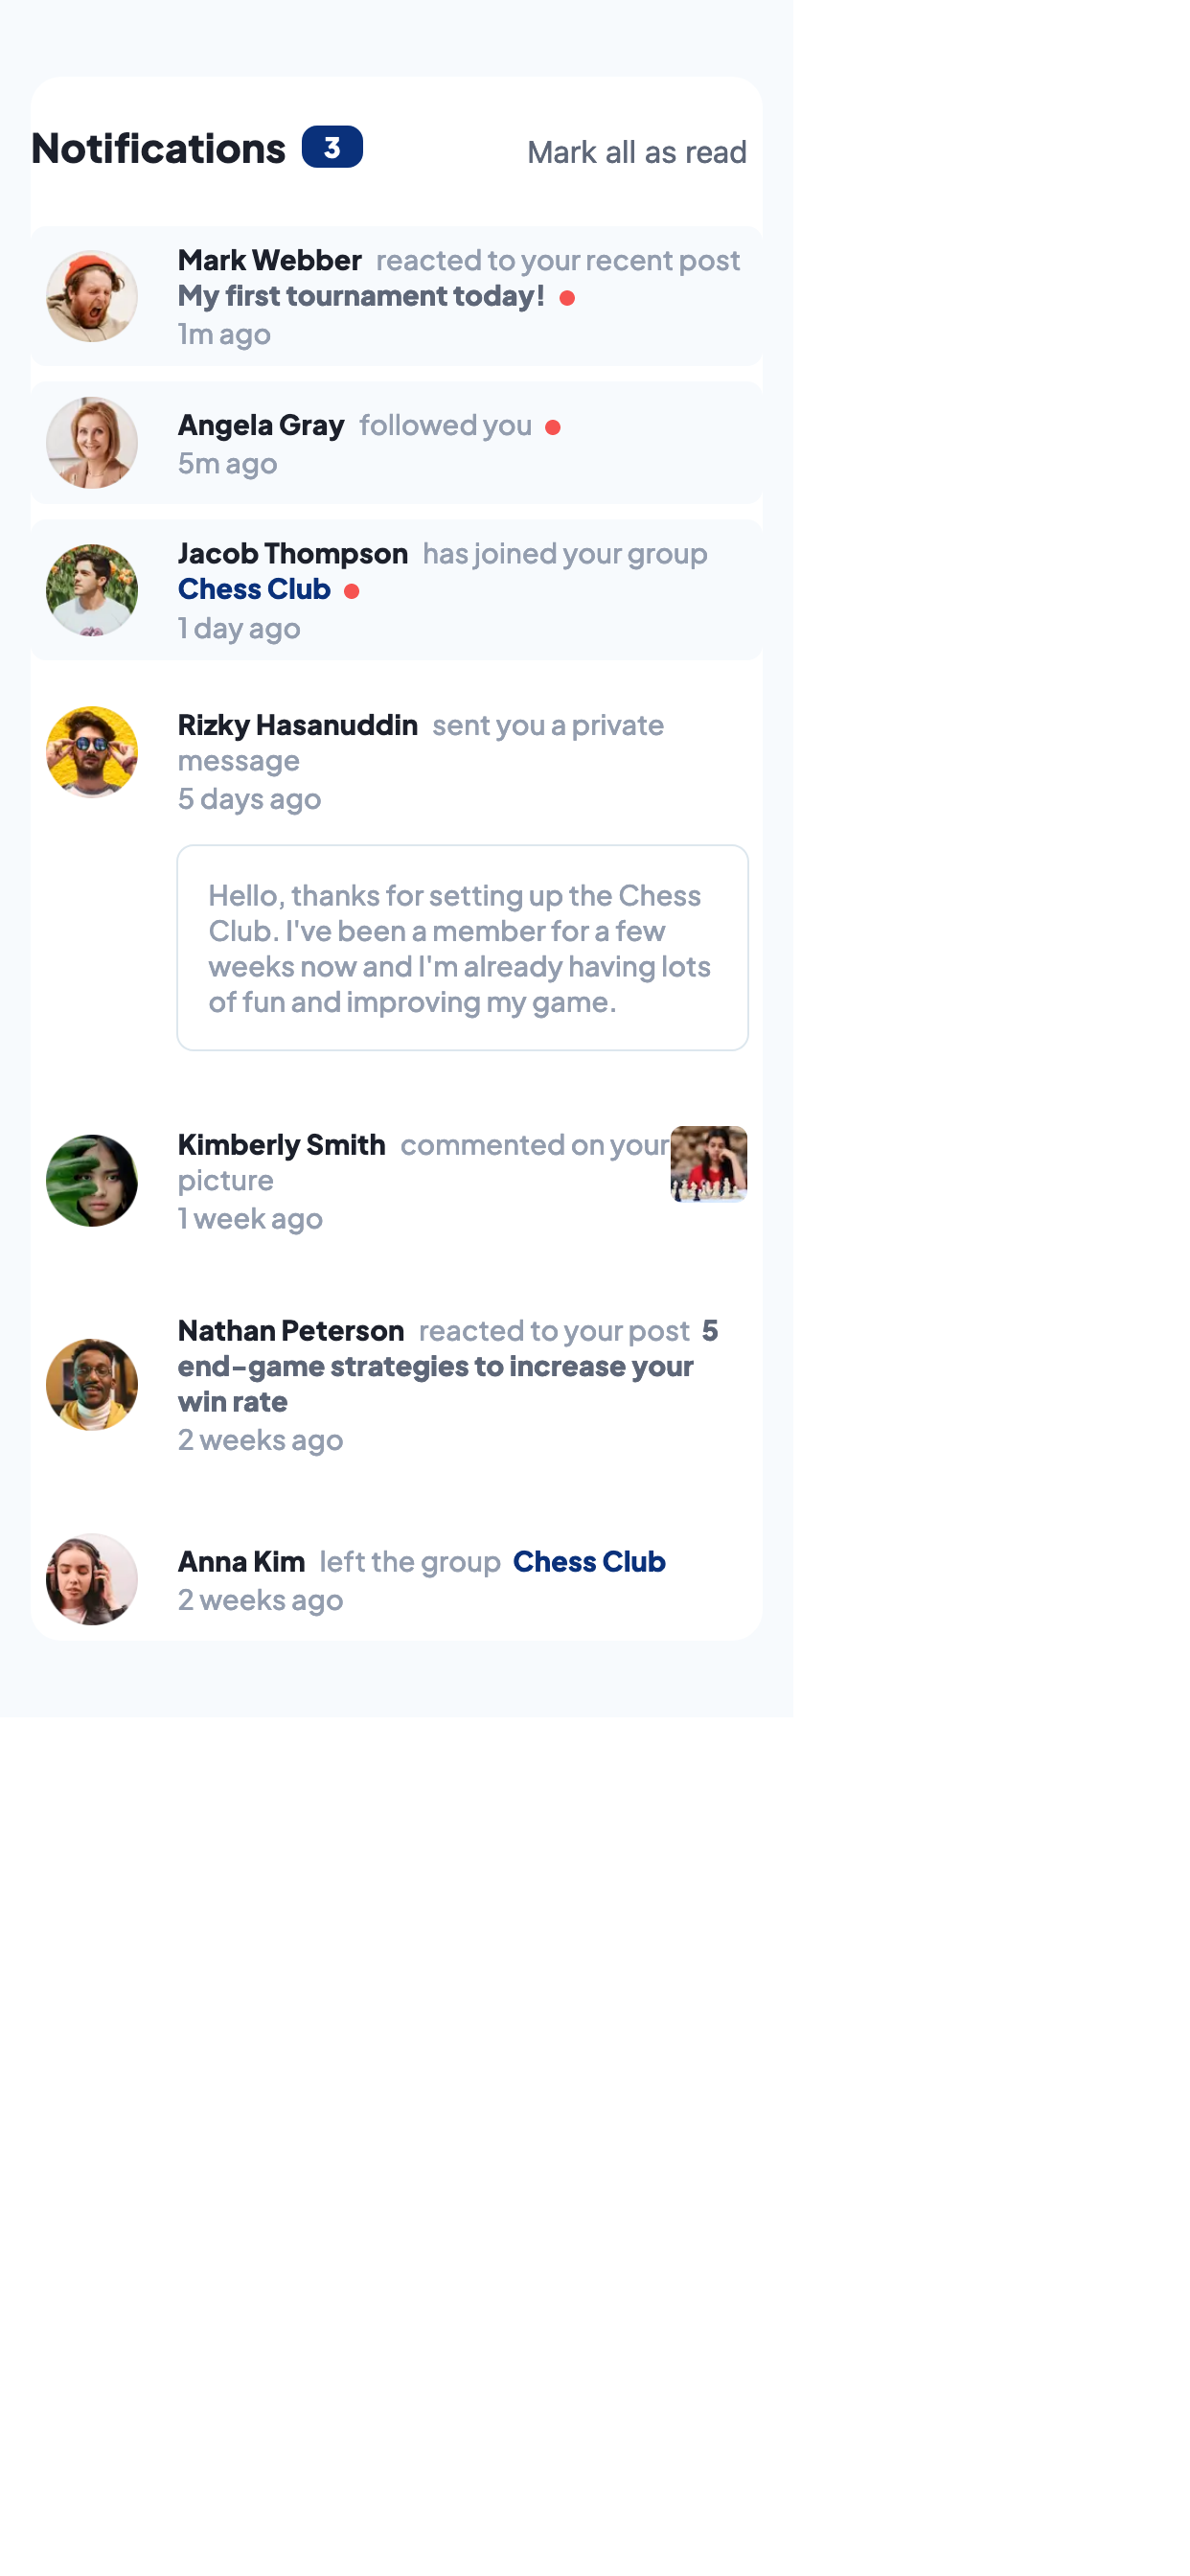 Notifications 3 Mark all as read
Mark Webber reacted to your recent post
My first tournament today!
1m ago
Angela Gray followed you
5m ago
Jacob Thompson has joined your group
Chess Club
1 day ago
Rizky Hasanuddin sent you a private
message
5 days ago
Hello, thanks for setting up the Chess
Club. I've been a member for a few
weeks now and I'm already having lots
of fun and improving my game.
Kimberly Smith commented on your
picture
1 week ago
Nathan Peterson reacted to your post 5
end-game strategies to increase your
win rate
2 weeks ago
Anna Kim left the group Chess Club
2 weeks ago